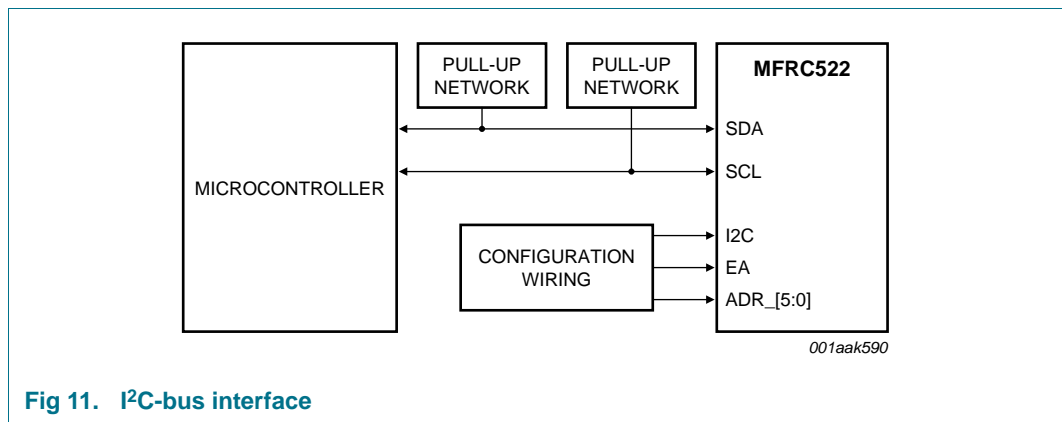 PULL-UP
NETWORK
PULL-UP
NETWORK
MFRC522
SDA
SCL
MICROCONTROLLER
I2C
CONFIGURATION
WIRING
EA
ADR_[5:0]
001aak590
Fig 11. I²C-bus interface